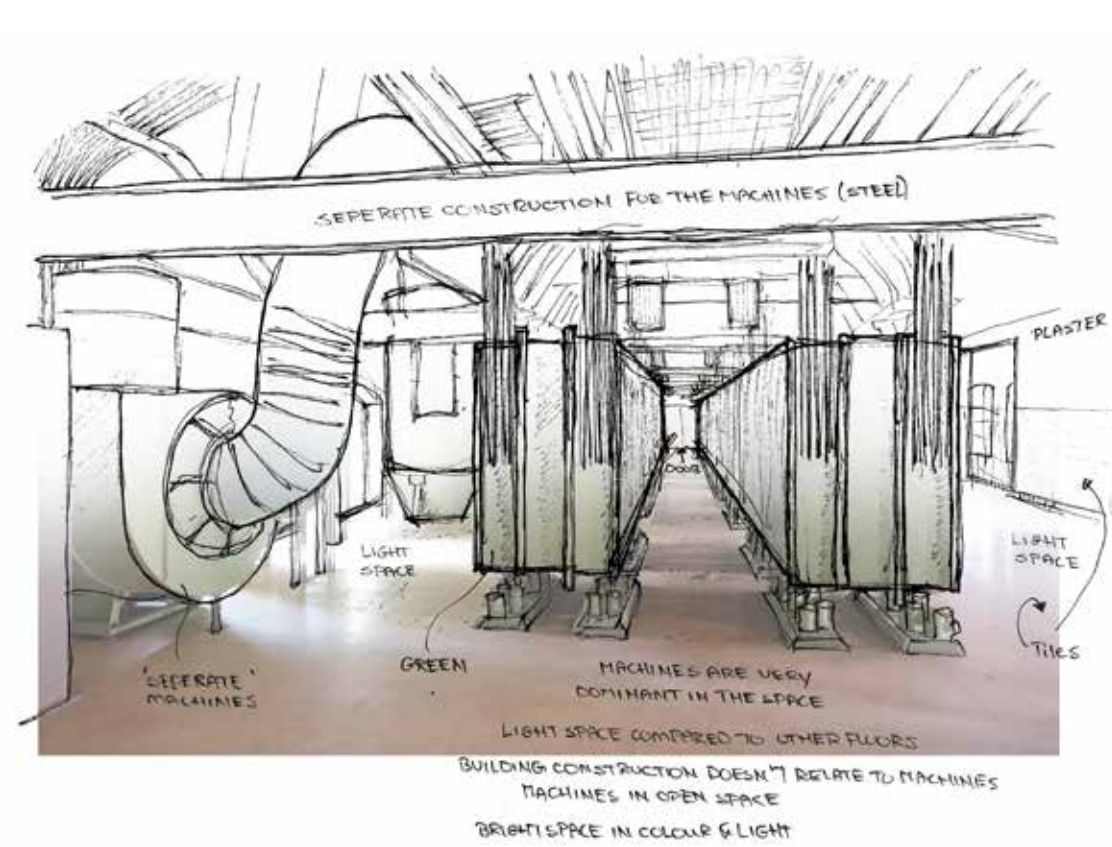 SEPERATE CONSTRUCTION FOR THE MACHINES (STEEL)
PLASTER
DOOR
LIGHT
SPACE
LIGHT
SPACE
TILES
GREEN
'SEPERATE'
MACHINES
MACHINES ARE VERY
DOMINANT IN THE SPACE
LIGHT SPACE COMPARED TO OTHER FLOORS
BUILDING CONSTRUCTION DOESN'T RELATE TO MACHINES
MACHINES IN OPEN SPACE
BRIGHT SPACE IN COLOUR & LIGHT